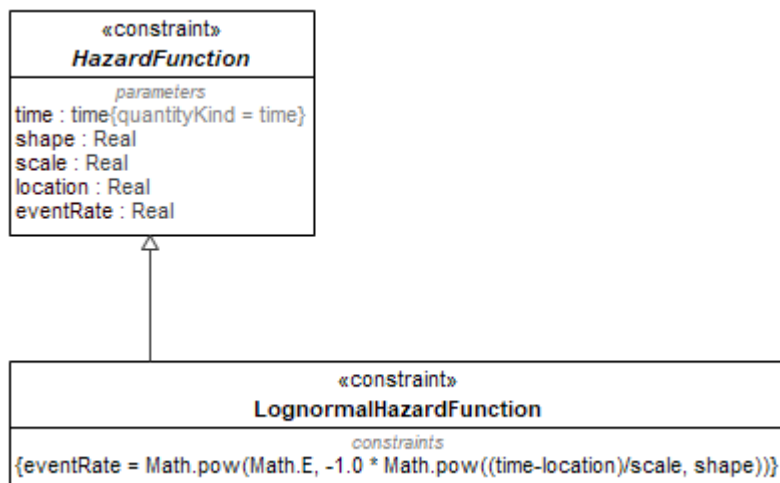 «constraint»
HazardFunction
parameters
time : time{quantityKind = time}
shape : Real
scale : Real
location : Real
eventRate : Real
«constraint»
LognormalHazardFunction
constraints
{eventRate = Math.pow(Math.E, -1.0 * Math.pow((time-location)/scale, shape))}